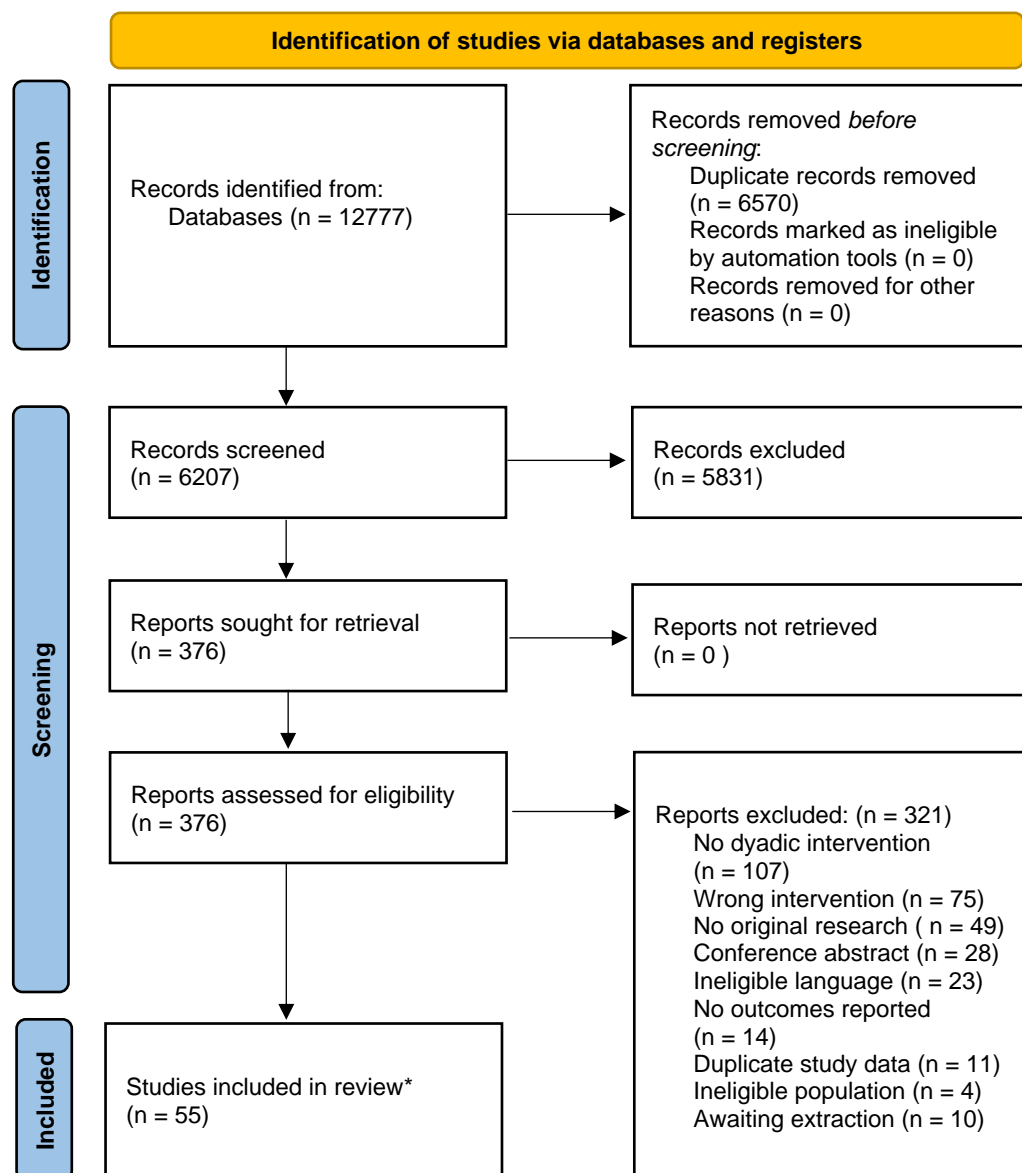 Identification of studies via databases and registers
Identification
Records identified from:
Databases (n = 12777)
Records removed before
screening:
Duplicate records removed
(n = 6570)
Records marked as ineligible
by automation tools (n = 0)
Records removed for other
reasons (n = 0)
Screening
Records screened
(n = 6207)
Records excluded
(n = 5831)
Reports sought for retrieval
(n = 376)
Reports not retrieved
(n = 0 )
Reports assessed for eligibility
(n = 376)
Reports excluded: (n = 321)
No dyadic intervention
(n = 107)
Wrong intervention (n = 75)
No original research ( n = 49)
Conference abstract (n = 28)
Ineligible language (n = 23)
No outcomes reported
(n = 14)
Duplicate study data (n = 11)
Ineligible population (n = 4)
Awaiting extraction (n = 10)
Included
Studies included in review*
(n = 55)